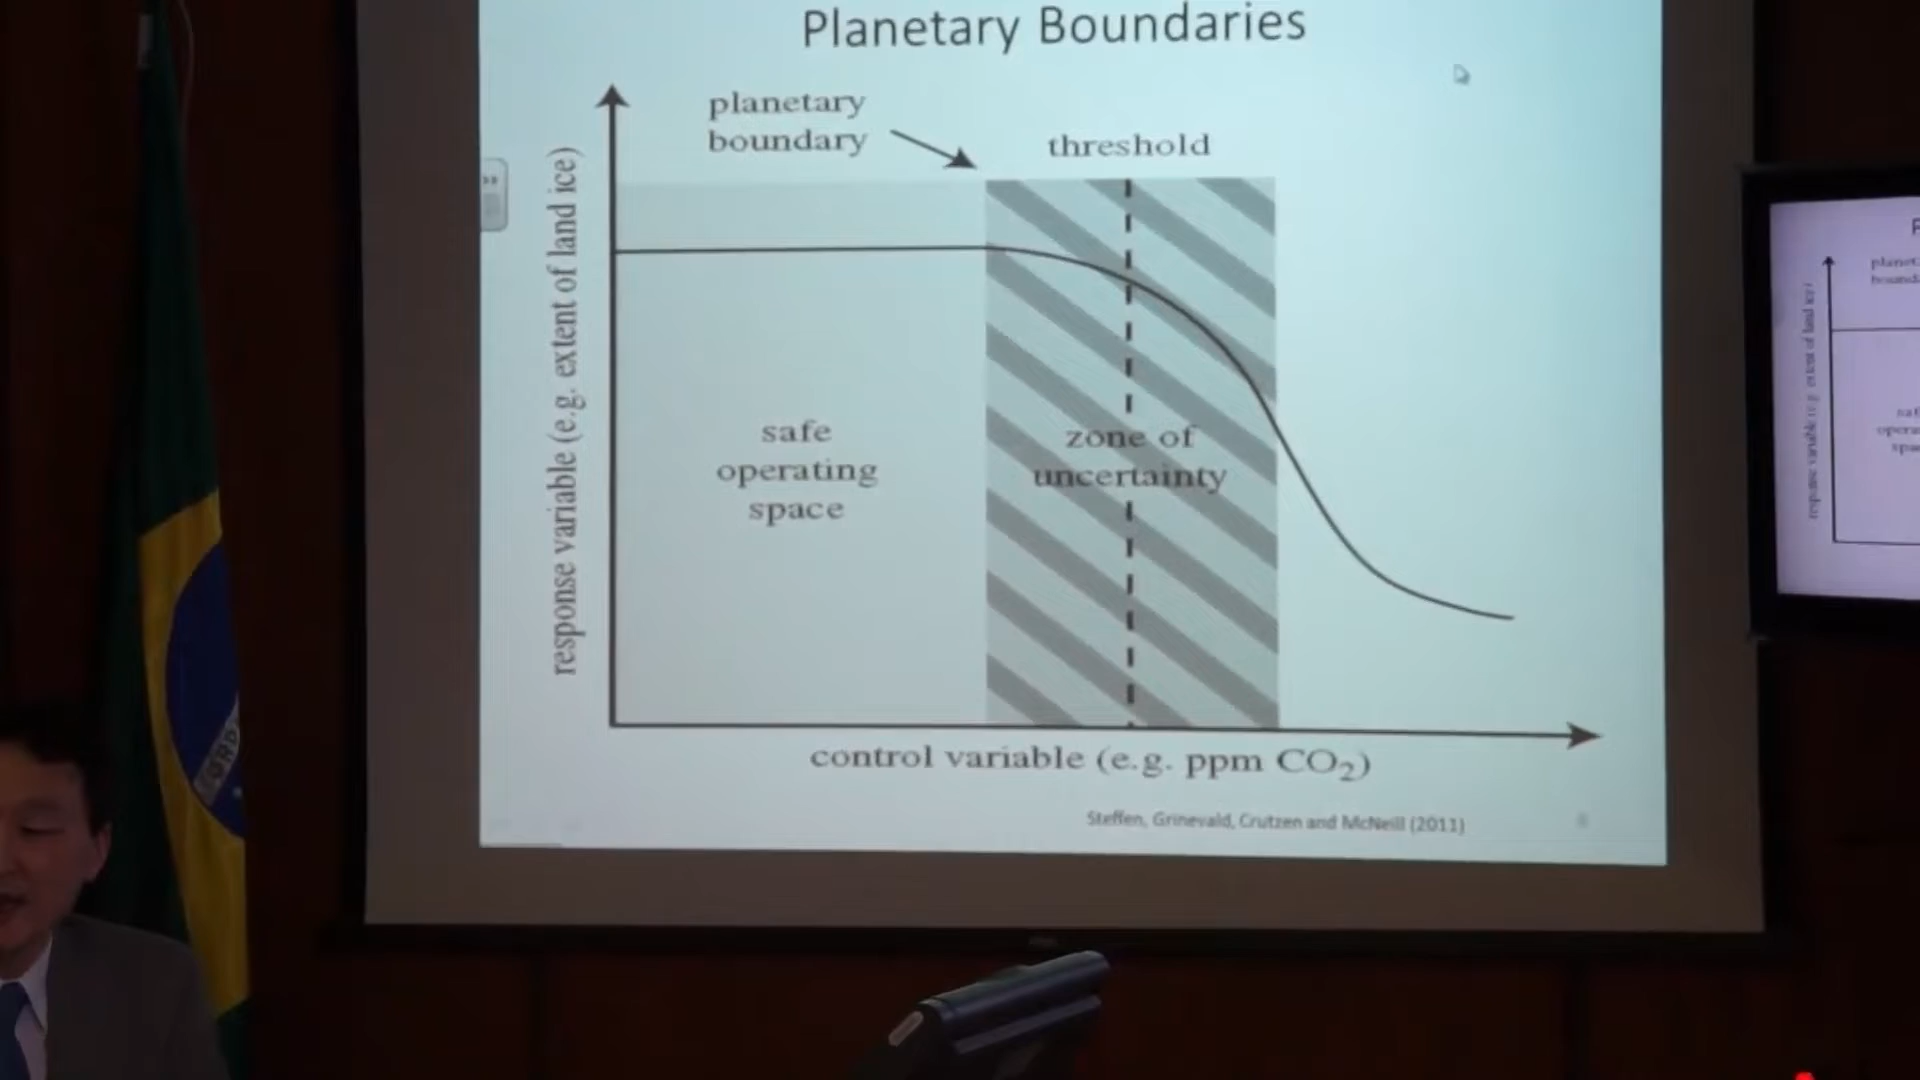 Planetary Boundaries
planetary
boundary
threshold
response variable (e.g. extent of land ice)
safe
operating
space
zone of
uncertainty
control variable (e.g. ppm CO₂)
Steffen, Grinevald, Crutzen and McNeill (2011)